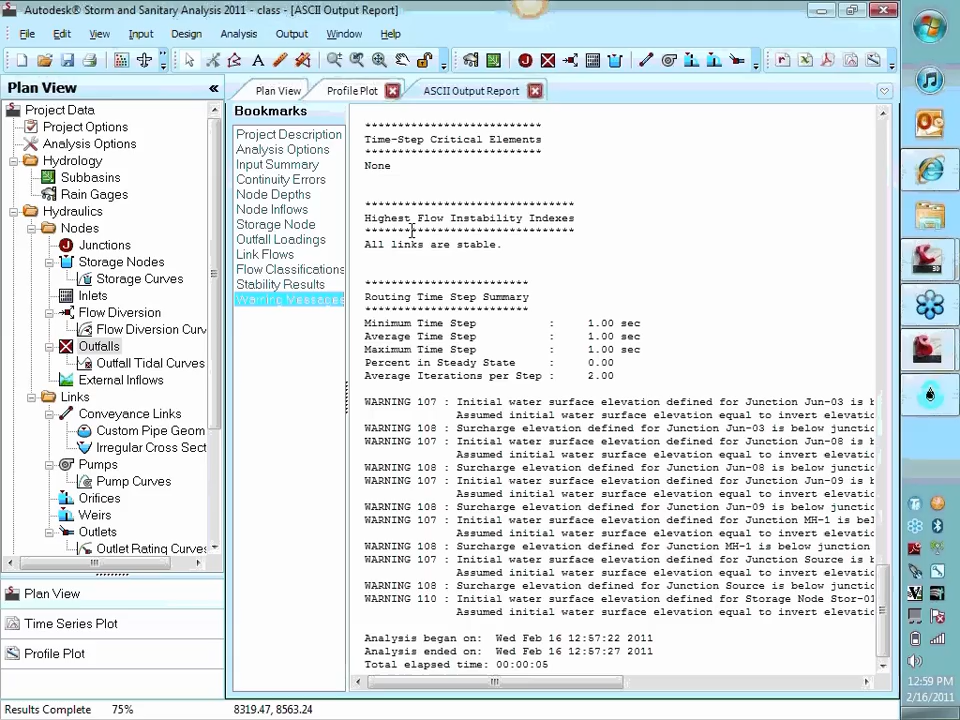 Autodesk® Storm and Sanitary Analysis 2011 - class - [ASCII Output Report]
File Edit View Input Design Analysis Output Window Help
Plan View
Project Data
Project Options
Analysis Options
Hydrology
Subbasins
Rain Gages
Hydraulics
Nodes
Junctions
Storage Nodes
Storage Curves
Inlets
Flow Diversion
Flow Diversion Curv
Outfalls
Outfall Tidal Curves
External Inflows
Links
Conveyance Links
Custom Pipe Geom
Irregular Cross Sect
Pumps
Pump Curves
Orifices
Weirs
Outlets
Outlet Rating Curves
Plan View
Time Series Plot
Profile Plot
Plan View Profile Plot ASCII Output Report
Bookmarks
Project Description
Analysis Options
Input Summary
Continuity Errors
Node Depths
Node Inflows
Storage Node
Outfall Loadings
Link Flows
Flow Classifications
Stability Results
Warning Messages
***************************
Time-Step Critical Elements
***************************
None
********************************
Highest Flow Instability Indexes
********************************
All links are stable.
*************************
Routing Time Step Summary
*************************
Minimum Time Step : 1.00 sec
Average Time Step : 1.00 sec
Maximum Time Step : 1.00 sec
Percent in Steady State : 0.00
Average Iterations per Step : 2.00
WARNING 107 : Initial water surface elevation defined for Junction Jun-03 is b
Assumed initial water surface elevation equal to invert elevatio
WARNING 108 : Surcharge elevation defined for Junction Jun-03 is below junctio
WARNING 107 : Initial water surface elevation defined for Junction Jun-08 is b
Assumed initial water surface elevation equal to invert elevatio
WARNING 108 : Surcharge elevation defined for Junction Jun-08 is below junctio
WARNING 107 : Initial water surface elevation defined for Junction Jun-09 is b
Assumed initial water surface elevation equal to invert elevatio
WARNING 108 : Surcharge elevation defined for Junction Jun-09 is below junctio
WARNING 107 : Initial water surface elevation defined for Junction MH-1 is bel
Assumed initial water surface elevation equal to invert elevatio
WARNING 108 : Surcharge elevation defined for Junction MH-1 is below junction
WARNING 107 : Initial water surface elevation defined for Junction Source is b
Assumed initial water surface elevation equal to invert elevatio
WARNING 108 : Surcharge elevation defined for Junction Source is below junctio
WARNING 110 : Initial water surface elevation defined for Storage Node Stor-01
Assumed initial water surface elevation equal to invert elevatio
Analysis began on: Wed Feb 16 12:57:22 2011
Analysis ended on: Wed Feb 16 12:57:27 2011
Total elapsed time: 00:00:05
Results Complete 75% 8319.47, 8563.24
12:59 PM
2/16/2011